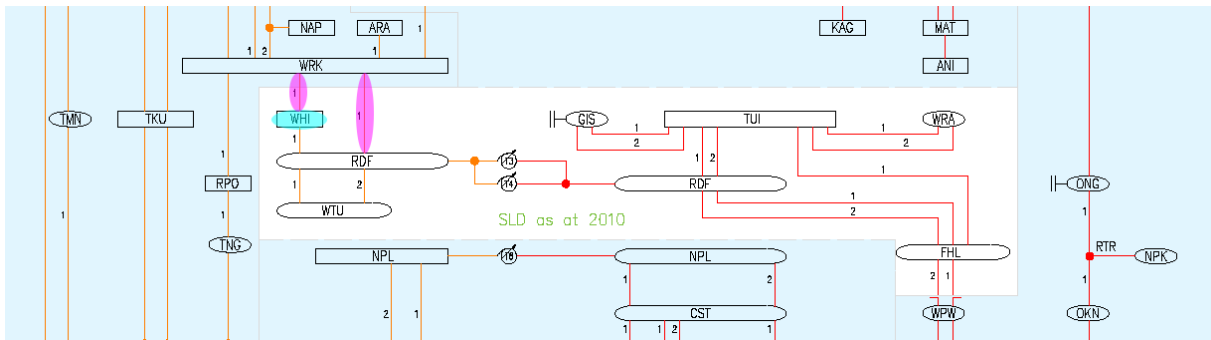 NAP ARA 1 KAG MAT
1 2 1
WRK ANI
1 1
TMN TKU WHI GIS 1 TUI 1 WRA
2 2
1 1 1 2
1 RDF T3
RPO 1 2 T4 RDF ONG
1 1
1 1 WTU SLD as at 2010 2 1
TNG RTR
NPL T6 NPL FHL NPK
2 1 1 2 2 1 1
CST WPW OKN
1 1 2 1